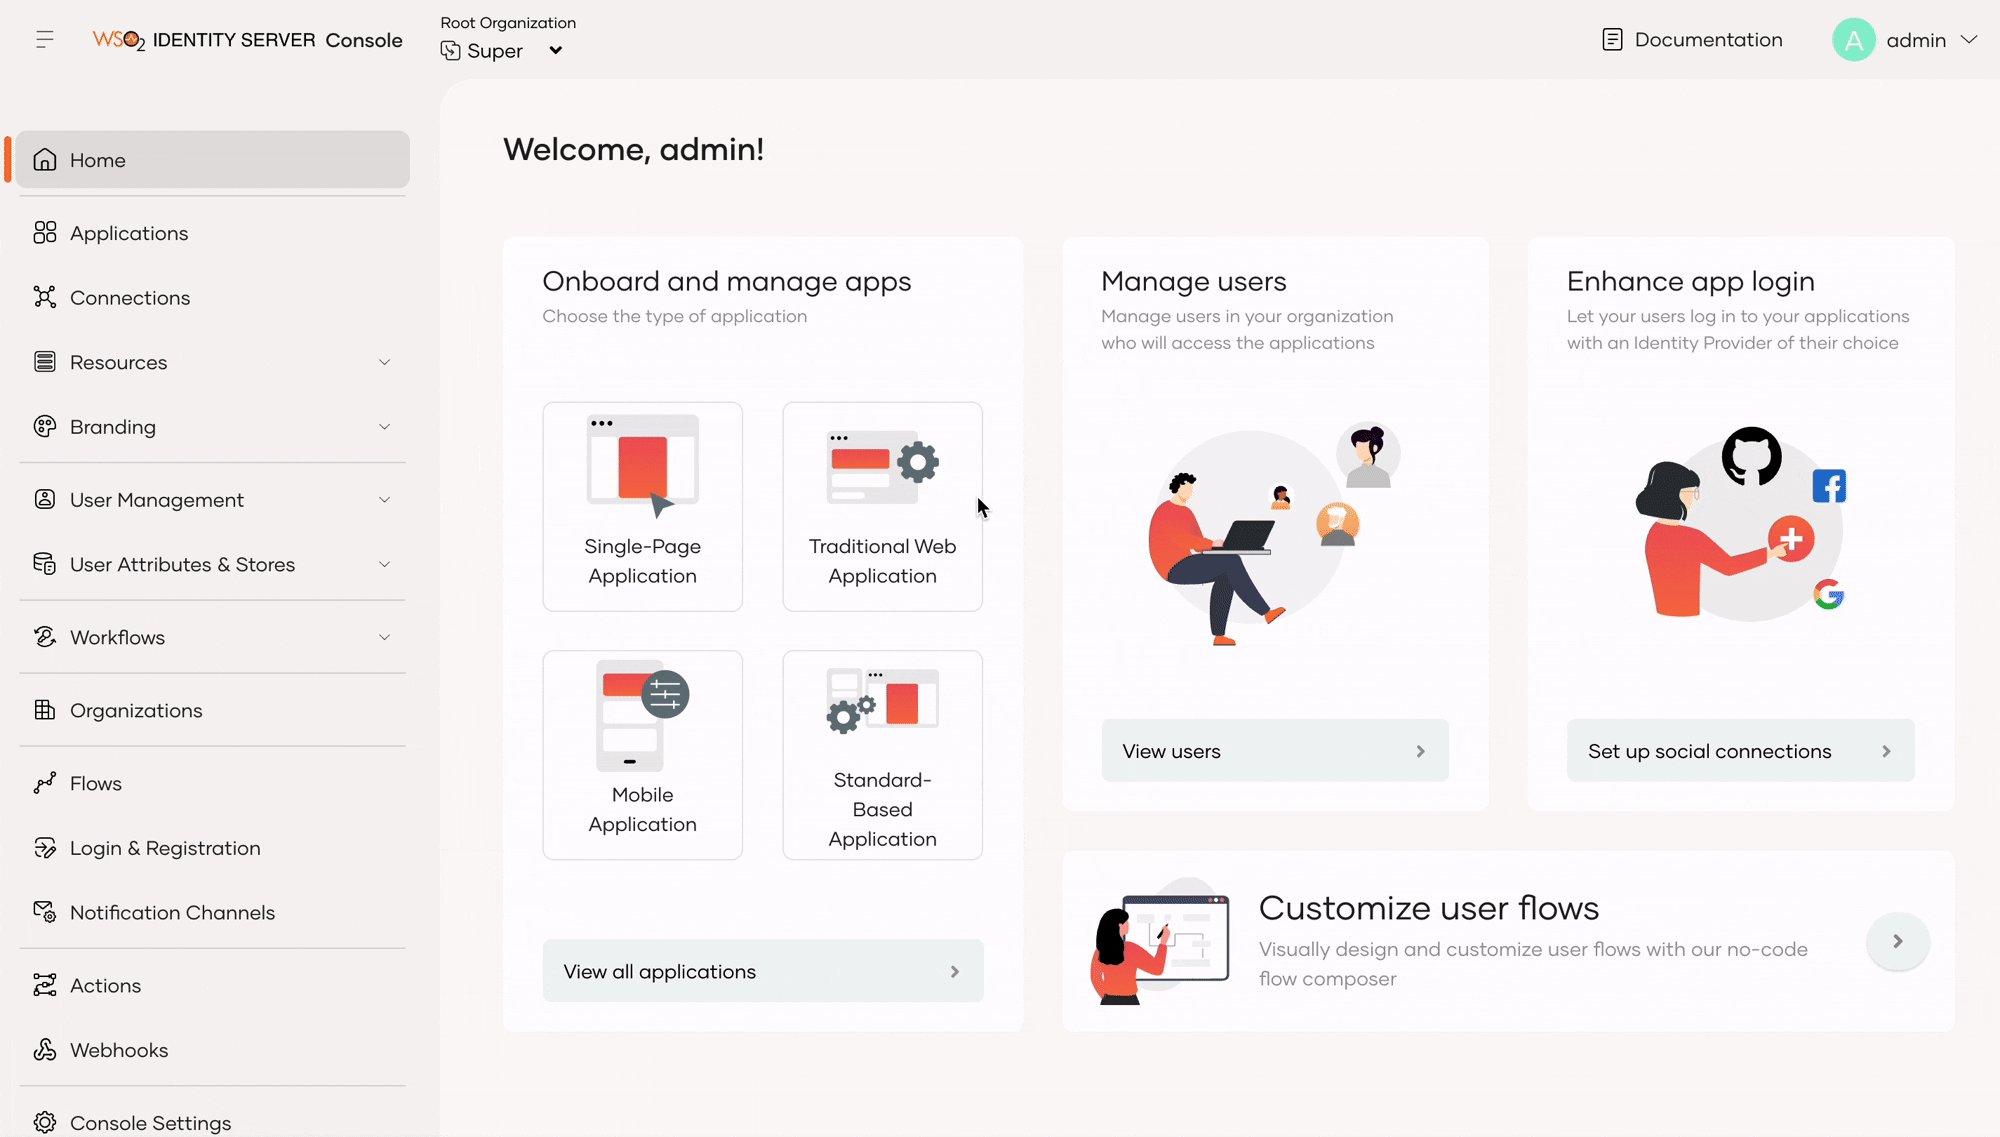 WSO2 IDENTITY SERVER Console
Root Organization
Super
Documentation
A
admin
Home
Applications
Connections
Resources
Branding
User Management
User Attributes & Stores
Workflows
Organizations
Flows
Login & Registration
Notification Channels
Actions
Webhooks
Console Settings
Welcome, admin!
Onboard and manage apps
Choose the type of application
Single-Page
Application
Traditional Web
Application
Mobile
Application
Standard-
Based
Application
View all applications
Manage users
Manage users in your organization
who will access the applications
View users
Enhance app login
Let your users log in to your applications
with an Identity Provider of their choice
Set up social connections
Customize user flows
Visually design and customize user flows with our no-code
flow composer